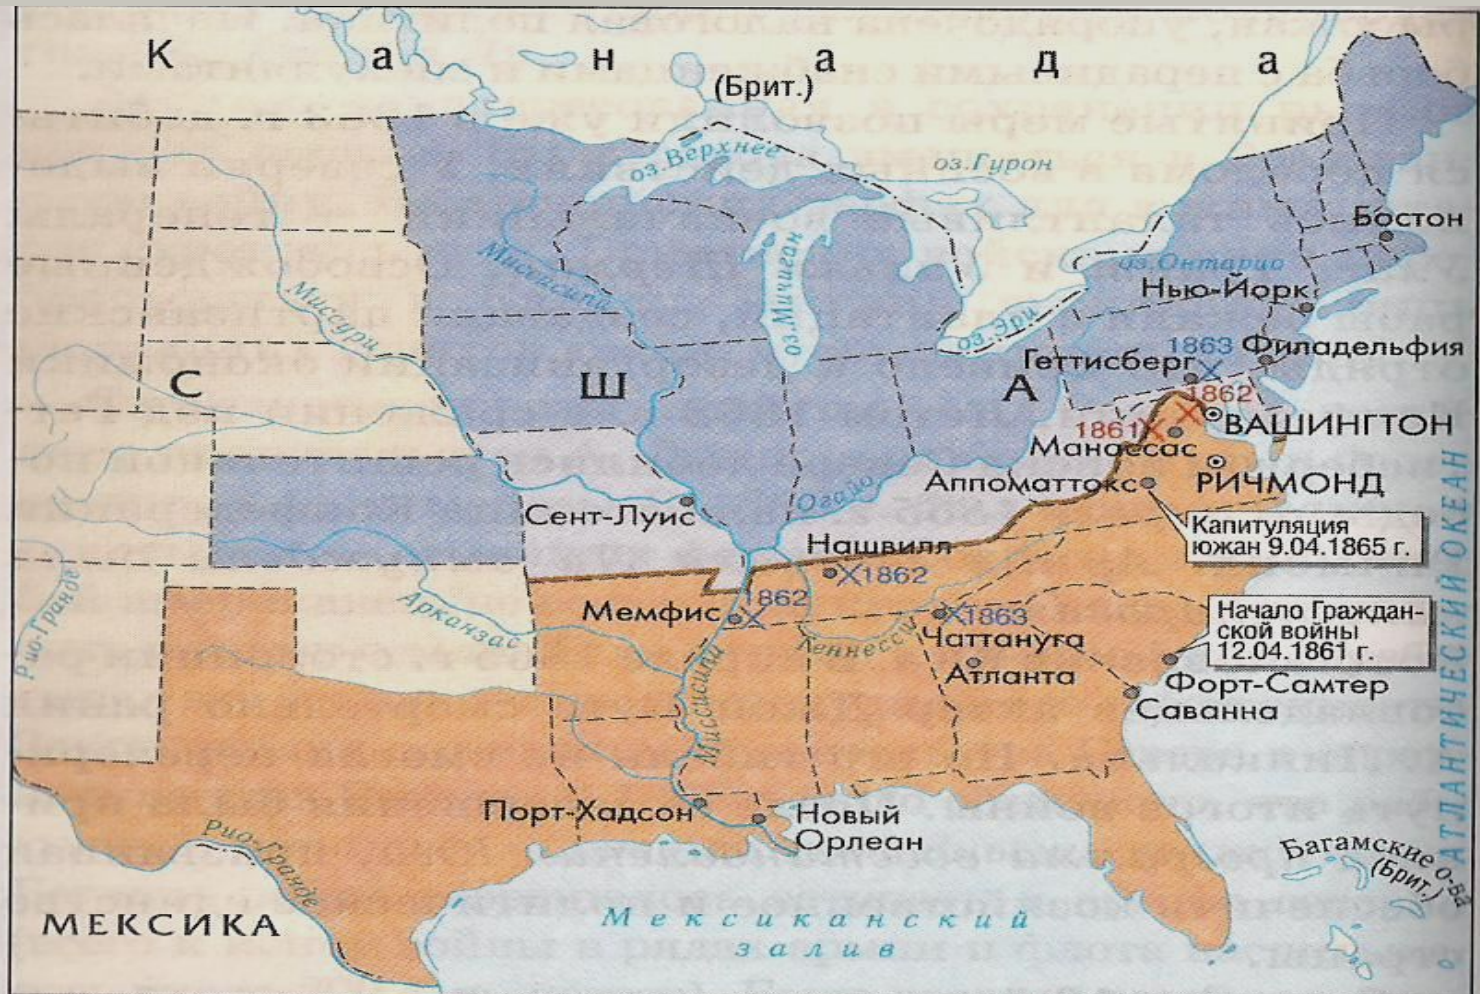 К а н а д а
(Брит.)
оз.Верхнее
оз.Гурон
Бостон
Миссисипи
оз.Мичиган
оз.Онтарио
Миссури
Нью-Йорк
оз.Эри
1863
Филадельфия
Геттисберг
С Ш А
1862
1861
ВАШИНГТОН
Манассас
Аппоматтокс
РИЧМОНД
Огайо
Сент-Луис
Капитуляция
южан 9.04.1865 г.
Нашвилл
1862
Рио-Гранде
Арканзас
Мемфис
1862
1863
Теннесси
Чаттануга
Начало Граждан-
ской войны
12.04.1861 г.
Атланта
Форт-Самтер
Саванна
Миссисипи
АТЛАНТИЧЕСКИЙ ОКЕАН
Порт-Хадсон
Новый
Орлеан
Рио-Гранде
Багамские о-ва
(Брит.)
МЕКСИКА
Мексиканский
залив